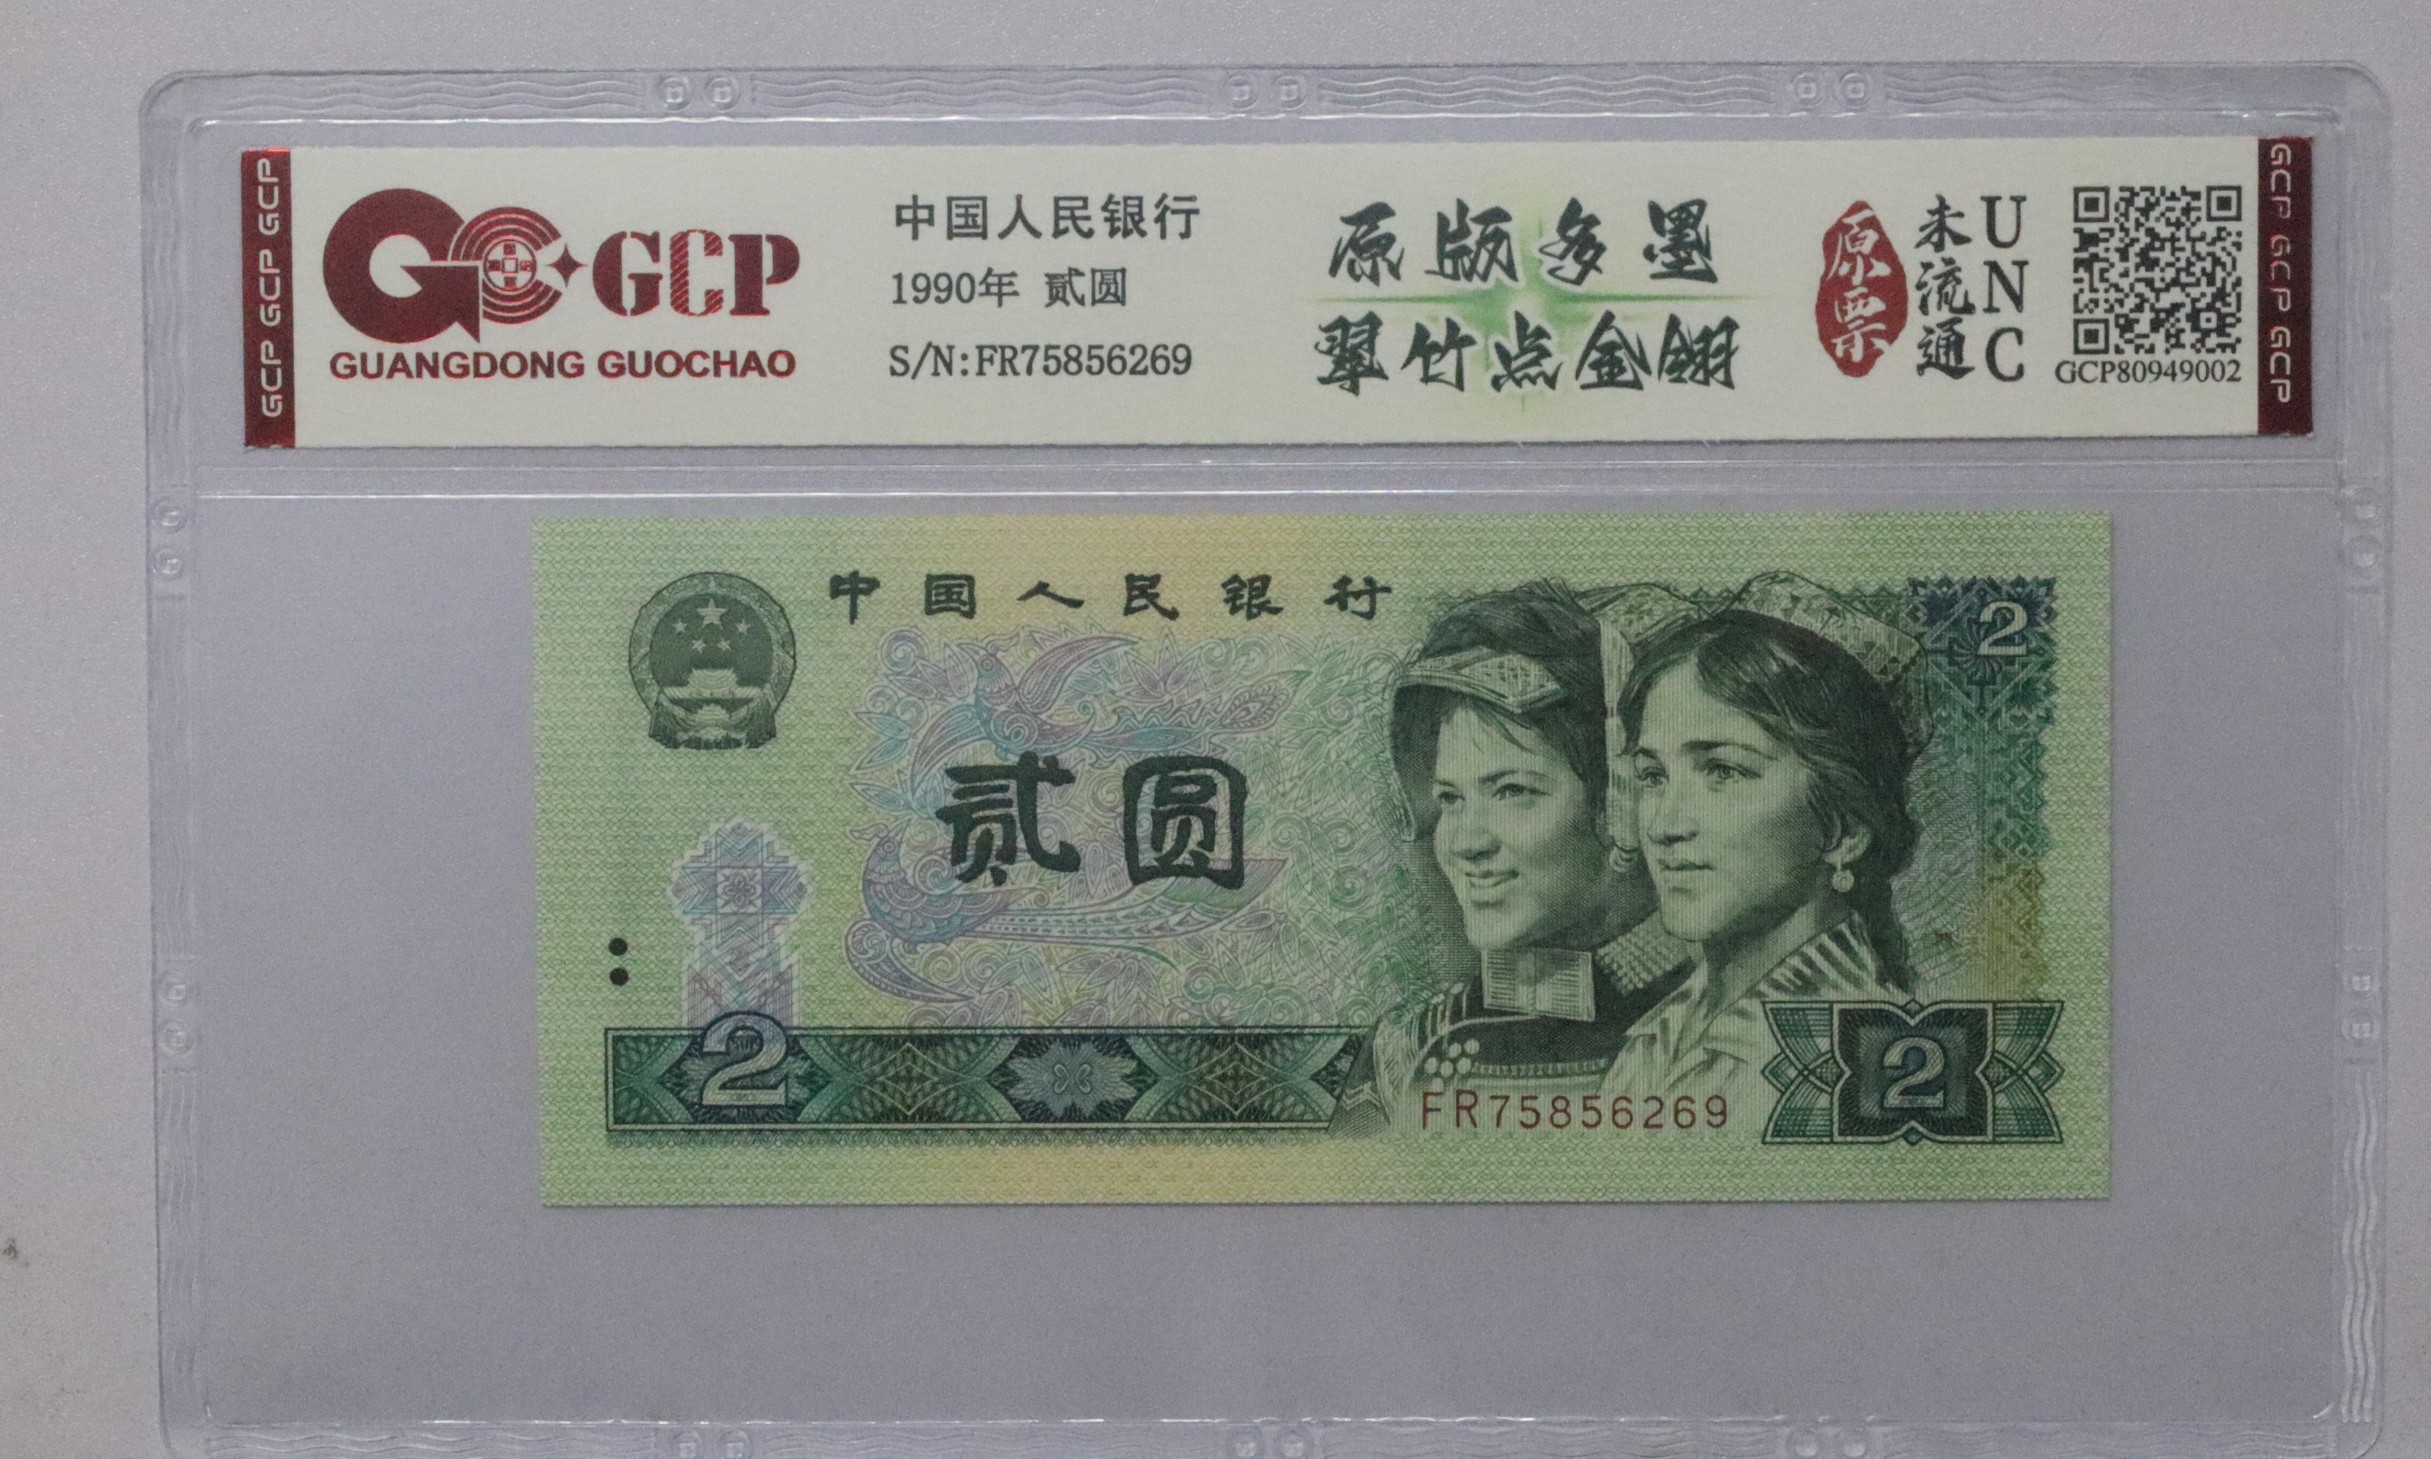 GCP GCP GCP
GCP
GUANGDONG GUOCHAO
中国人民银行
1990年 贰圆
S/N:FR75856269
原版多墨
翠竹点金翎
原票
未流通
UNC
GCP80949002
GCP GCP GCP
中国人民银行
2
贰圆
2
FR75856269
2